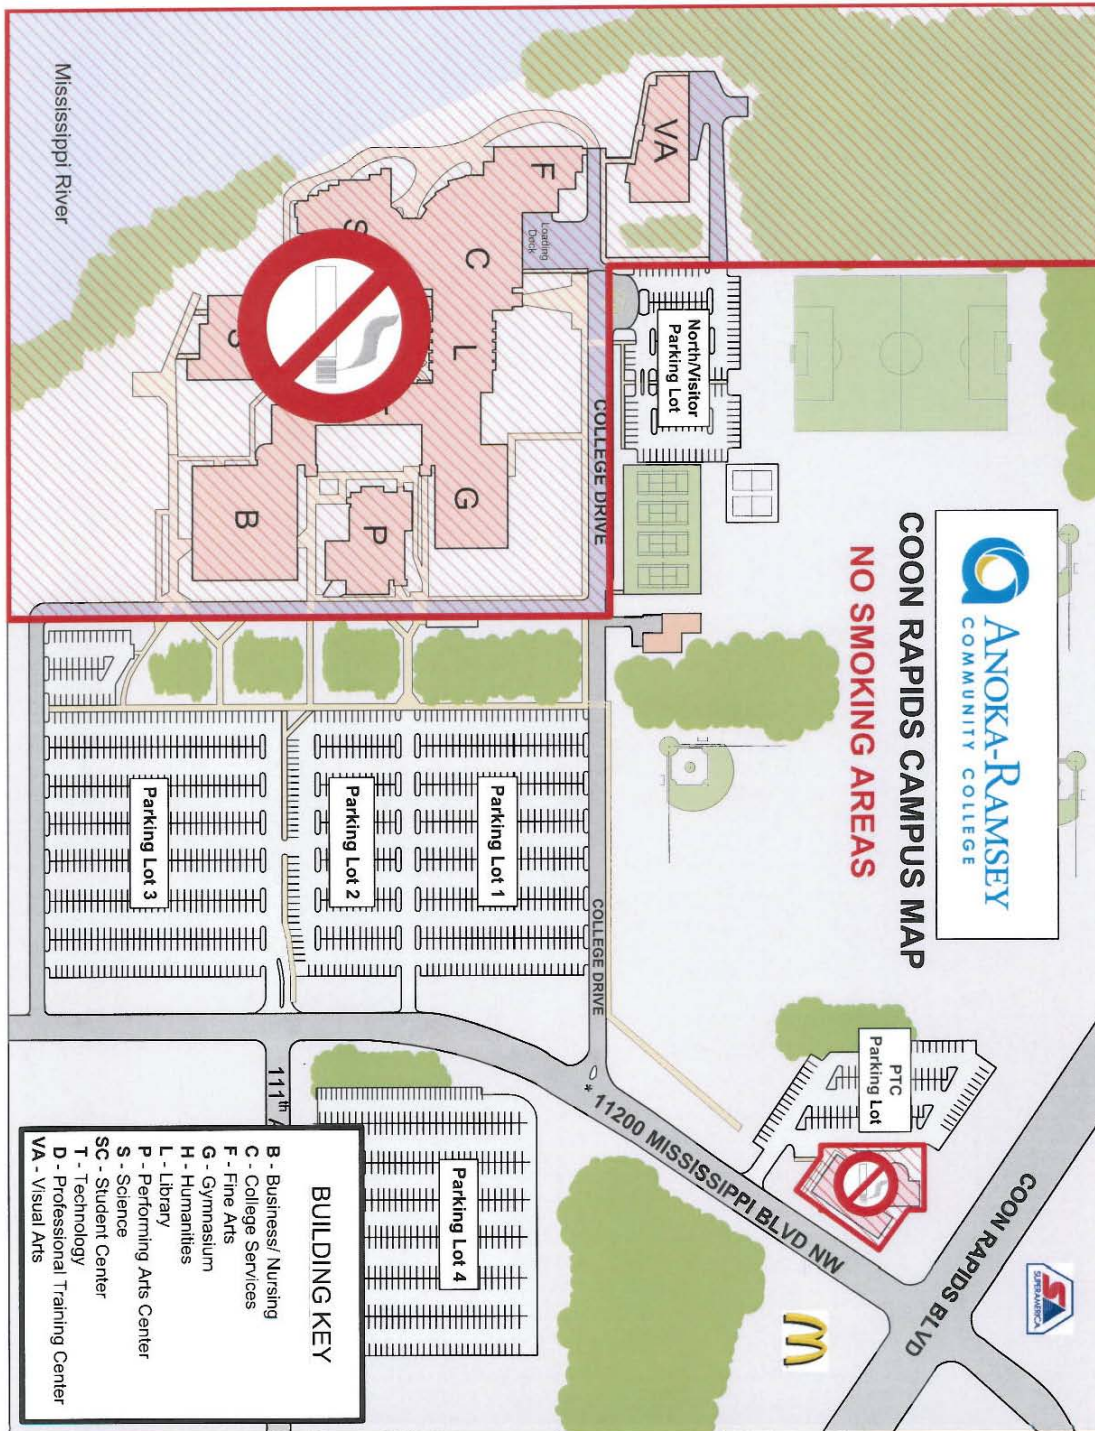 ANOKA-RAMSEY
COMMUNITY COLLEGE
COON RAPIDS CAMPUS MAP
NO SMOKING AREAS
SUPERAMERICA
COON RAPIDS BLVD
PTC
Parking Lot
* 11200 MISSISSIPPI BLVD NW
North/Visitor
Parking Lot
COLLEGE DRIVE
COLLEGE DRIVE
VA
Loading
Dock
F
C
L
G
P
B
S
Parking Lot 1
Parking Lot 2
Parking Lot 3
Parking Lot 4
111th
Mississippi River
BUILDING KEY
B - Business/ Nursing
C - College Services
F - Fine Arts
G - Gymnasium
H - Humanities
L - Library
P - Performing Arts Center
S - Science
SC - Student Center
T - Technology
D - Professional Training Center
VA - Visual Arts